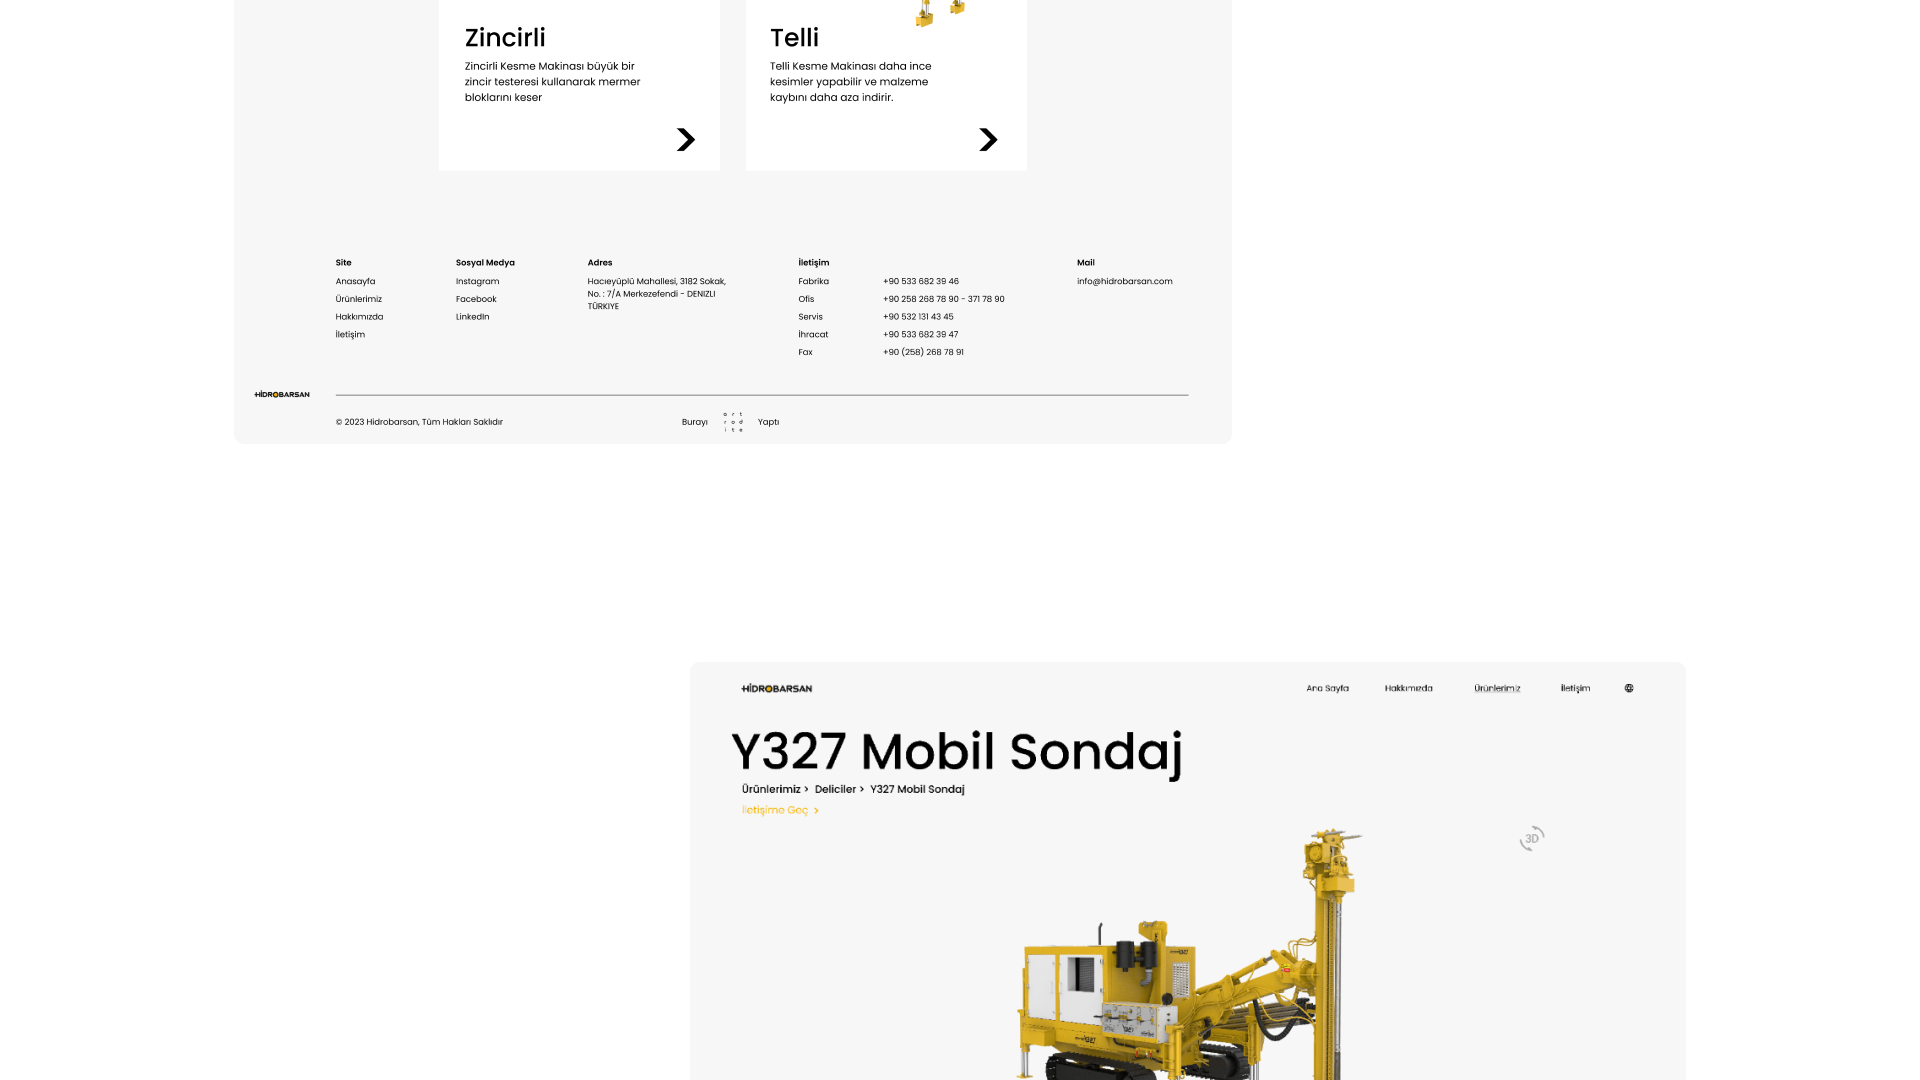 Zincirli
Zincirli Kesme Makinası büyük bir
zincir testeresi kullanarak mermer
bloklarını keser
Telli
Telli Kesme Makinası daha ince
kesimler yapabilir ve malzeme
kaybını daha aza indirir.
Site
Anasayfa
Ürünlerimiz
Hakkımızda
İletişim
Sosyal Medya
Instagram
Facebook
LinkedIn
Adres
Hacıeyüplü Mahallesi, 3182 Sokak,
No. : 7/A Merkezefendi - DENIZLI
TÜRKIYE
İletişim
Fabrika +90 533 682 39 46
Ofis +90 258 268 78 90 - 371 78 90
Servis +90 532 131 43 45
İhracat +90 533 682 39 47
Fax +90 (258) 268 78 91
Mail
info@hidrobarsan.com
HİDROBARSAN
© 2023 Hidrobarsan, Tüm Hakları Saklıdır
Burayı
o r t
r o d
i t e
Yaptı
HİDROBARSAN
Ana Sayfa Hakkımızda Ürünlerimiz İletişim
Y327 Mobil Sondaj
Ürünlerimiz > Deliciler > Y327 Mobil Sondaj
İletişime Geç >
3D